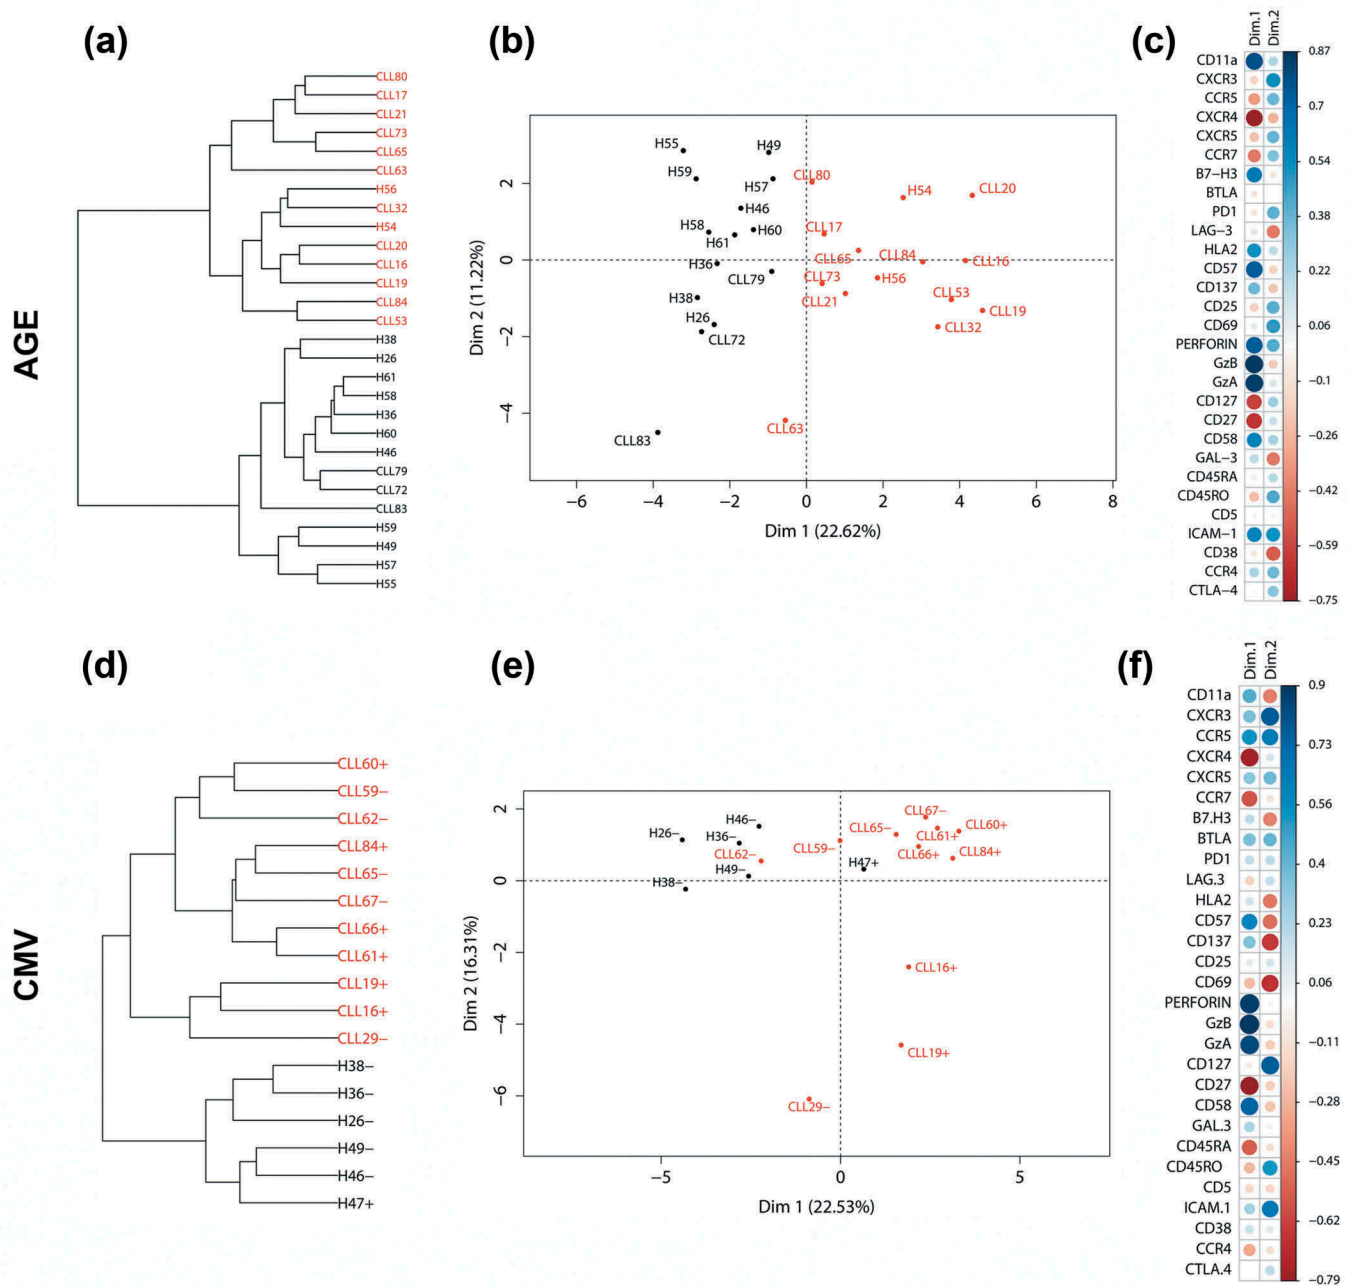 (a)
(b)
(c)
AGE
CLL80
CLL17
CLL21
CLL73
CLL65
CLL63
H56
CLL32
H54
CLL20
CLL16
CLL19
CLL84
CLL53
H38
H26
H61
H58
H36
H60
H46
CLL79
CLL72
CLL83
H59
H49
H57
H55
Dim 2 (11.22%)
2
0
−2
−4
H55
H49
H59
H57
CLL80
H54
CLL20
H46
H58
H60
H61
CLL17
CLL65
CLL84
CLL16
H36
CLL79
CLL73
H56
CLL21
CLL53
H38
CLL19
H26
CLL32
CLL72
CLL63
CLL83
−6
−4
−2
0
2
4
6
8
Dim 1 (22.62%)
Dim.1
Dim.2
CD11a
CXCR3
CCR5
CXCR4
CXCR5
CCR7
B7−H3
BTLA
PD1
LAG−3
HLA2
CD57
CD137
CD25
CD69
PERFORIN
GzB
GzA
CD127
CD27
CD58
GAL−3
CD45RA
CD45RO
CD5
ICAM−1
CD38
CCR4
CTLA−4
0.87
0.7
0.54
0.38
0.22
0.06
−0.1
−0.26
−0.42
−0.59
−0.75
(d)
(e)
(f)
CMV
CLL60+
CLL59−
CLL62−
CLL84+
CLL65−
CLL67−
CLL66+
CLL61+
CLL19+
CLL16+
CLL29−
H38−
H36−
H26−
H49−
H46−
H47+
Dim 2 (16.31%)
2
0
−2
−4
−6
CLL67−
H46−
CLL65−
CLL60+
H26−
H36−
CLL61+
CLL59−
CLL62−
CLL66+
CLL84+
H47+
H49−
H38−
CLL16+
CLL19+
CLL29−
−5
0
5
Dim 1 (22.53%)
Dim.1
Dim.2
CD11a
CXCR3
CCR5
CXCR4
CXCR5
CCR7
B7.H3
BTLA
PD1
LAG.3
HLA2
CD57
CD137
CD25
CD69
PERFORIN
GzB
GzA
CD127
CD27
CD58
GAL.3
CD45RA
CD45RO
CD5
ICAM.1
CD38
CCR4
CTLA.4
0.9
0.73
0.56
0.4
0.23
0.06
−0.11
−0.28
−0.45
−0.62
−0.79